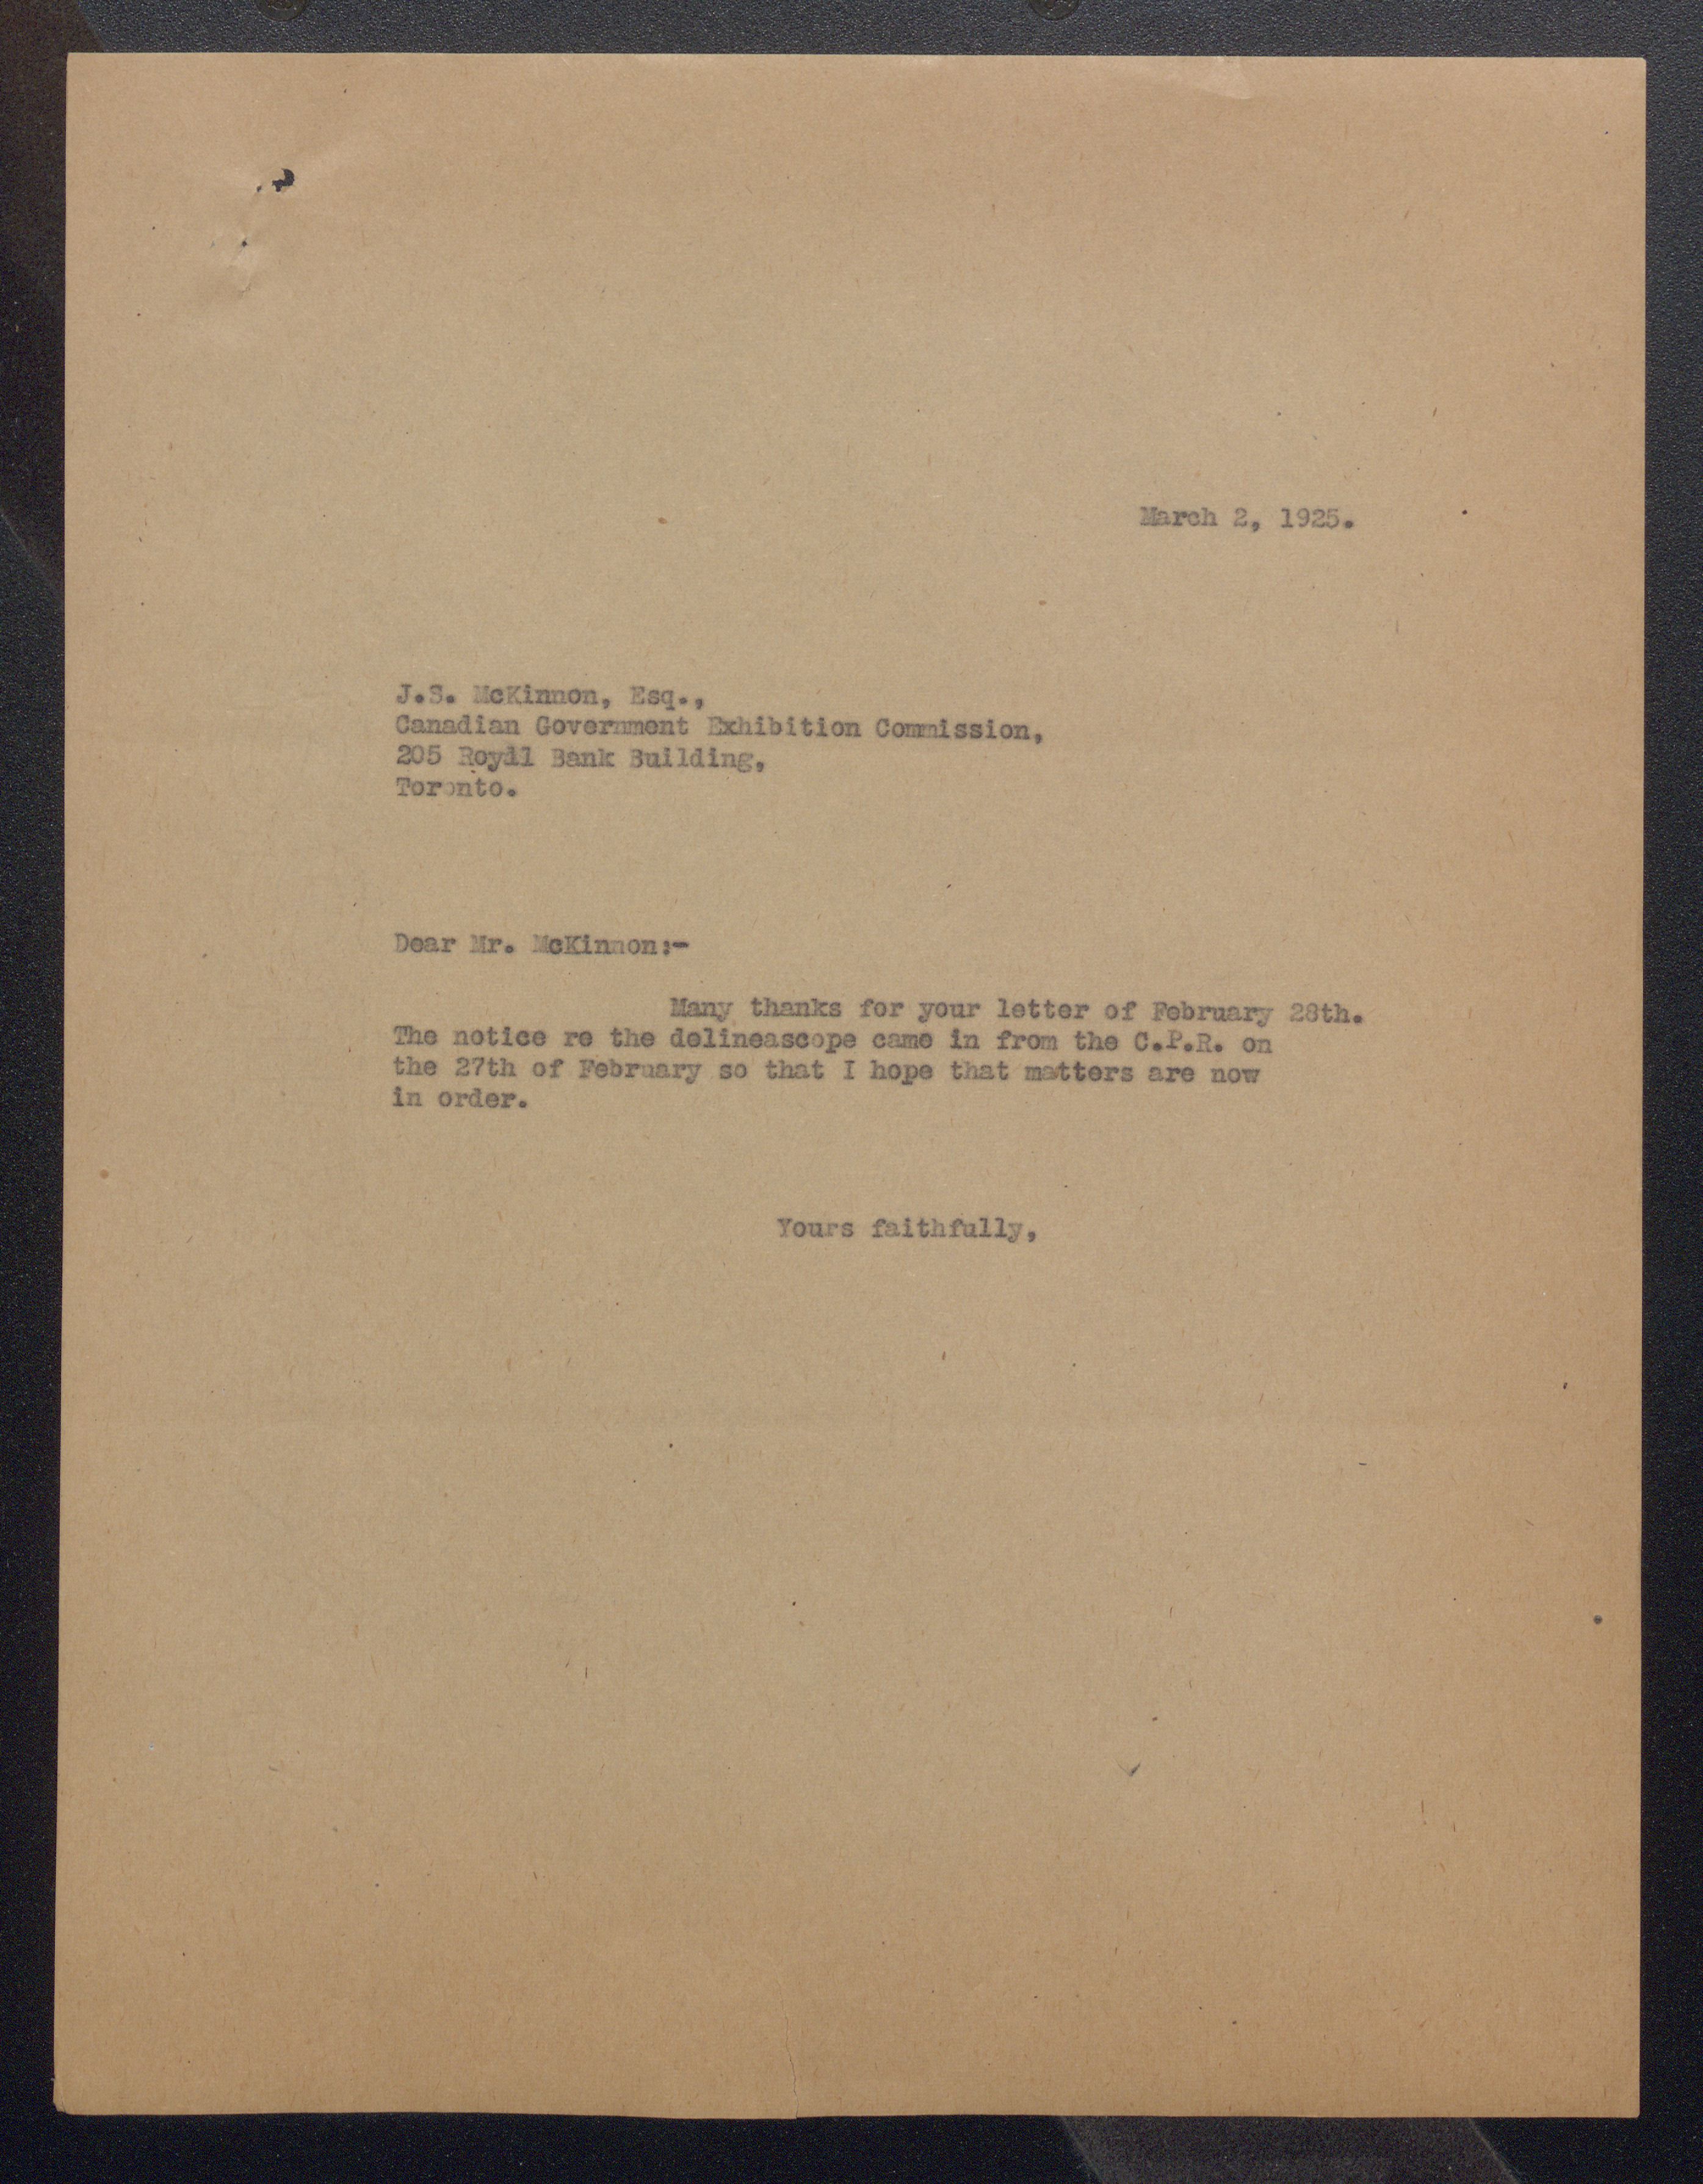 March 2, 1925.
J.S. McKinnon, Esq.,
Canadian Government Exhibition Commission,
205 Royal Bank Building,
Toronto.
Dear Mr. McKinnon:-
Many thanks for your letter of February 28th.
The notice re the delineascope came in from the C.P.R. on
the 27th of February so that I hope that matters are now
in order.
Yours faithfully,